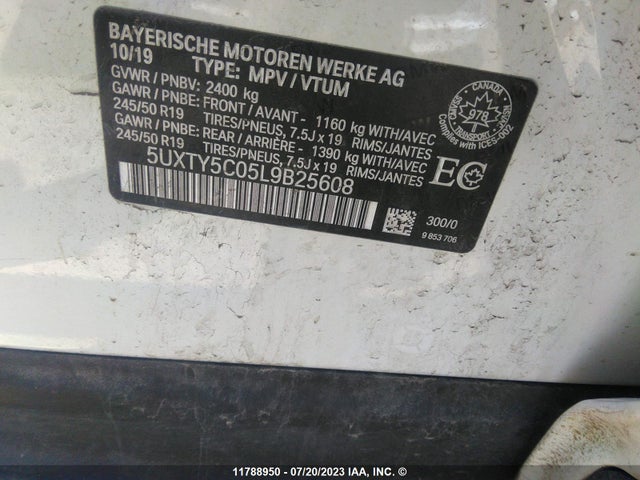 BAYERISCHE MOTOREN WERKE AG
10/19 TYPE: MPV / VTUM
GVWR / PNBV: 2400 kg
GAWR / PNBE: FRONT / AVANT - 1160 kg WITH/AVEC
245/50 R19 TIRES/PNEUS, 7.5J x 19 RIMS/JANTES
GAWR / PNBE: REAR / ARRIÈRE - 1390 kg WITH/AVEC
245/50 R19 TIRES/PNEUS, 7.5J x 19 RIMS/JANTES
5UXTY5C05L9B25608
CANADA
978
Complies with ICES-002
EC
300/0
9 853 706
11788950 - 07/20/2023 IAA, INC. ©